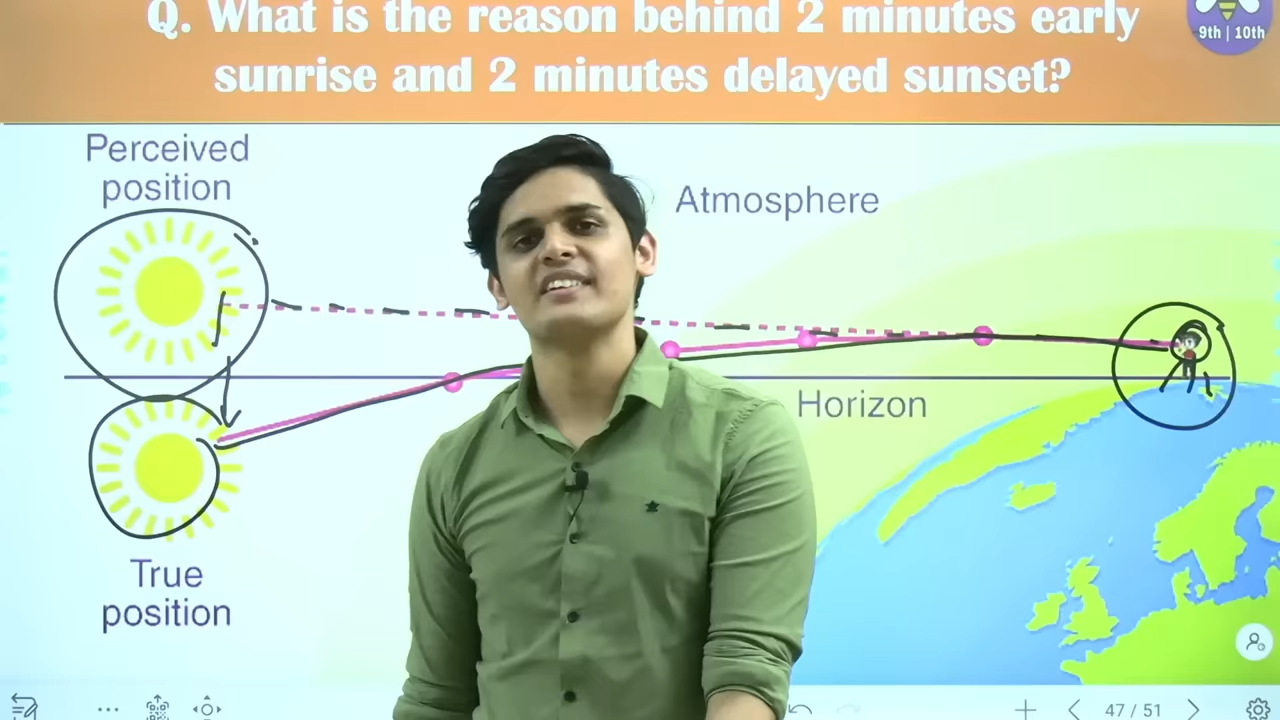 Q. What is the reason behind 2 minutes early
sunrise and 2 minutes delayed sunset?
9th | 10th
Perceived
position
Atmosphere
Horizon
True
position
47 / 51